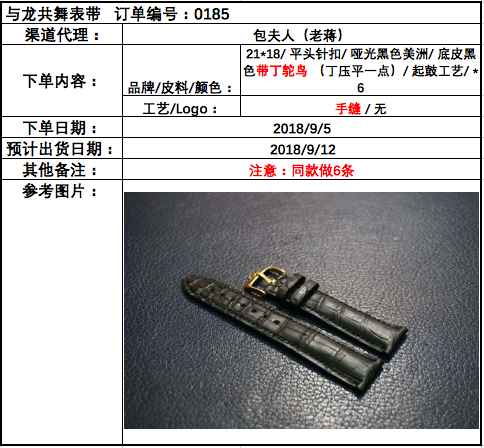 与龙共舞表带 订单编号：0185
渠道代理： 包夫人（老蒋）
下单内容： 品牌/皮料/颜色： 21*18/ 平头针扣/ 哑光黑色美洲/ 底皮黑
色带丁鸵鸟 （丁压平一点）/ 起鼓工艺/ *
6
工艺/Logo： 手缝 / 无
下单日期： 2018/9/5
预计出货日期： 2018/9/12
其他备注： 注意：同款做6条
参考图片：